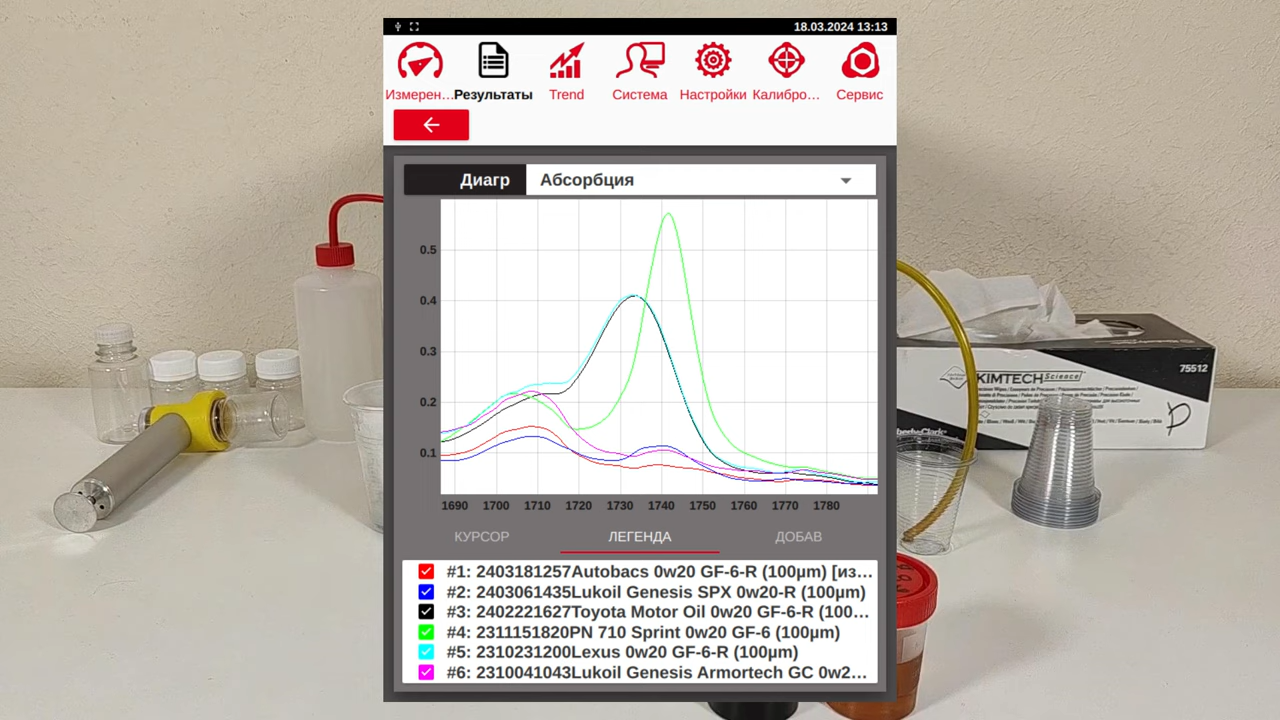 18.03.2024 13:13
Измерен... Результаты Trend Система Настройки Калибро... Сервис
Диагр Абсорбция
0.5
0.4
0.3
0.2
0.1
1690 1700 1710 1720 1730 1740 1750 1760 1770 1780
КУРСОР ЛЕГЕНДА ДОБАВ
#1: 2403181257Autobacs 0w20 GF-6-R (100µm) [из...
#2: 2403061435Lukoil Genesis SPX 0w20-R (100µm)
#3: 2402221627Toyota Motor Oil 0w20 GF-6-R (100...
#4: 2311151820PN 710 Sprint 0w20 GF-6 (100µm)
#5: 2310231200Lexus 0w20 GF-6-R (100µm)
#6: 2310041043Lukoil Genesis Armortech GC 0w2...
75512
KIMTECH Science
D